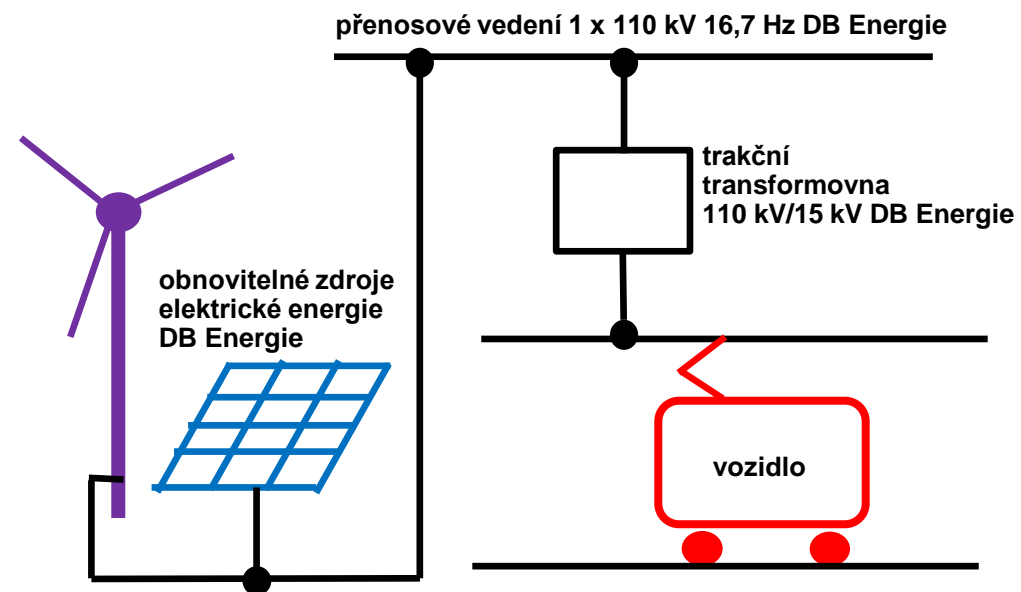 přenosové vedení 1 x 110 kV 16,7 Hz DB Energie
trakční
transformovna
110 kV/15 kV DB Energie
obnovitelné zdroje
elektrické energie
DB Energie
vozidlo